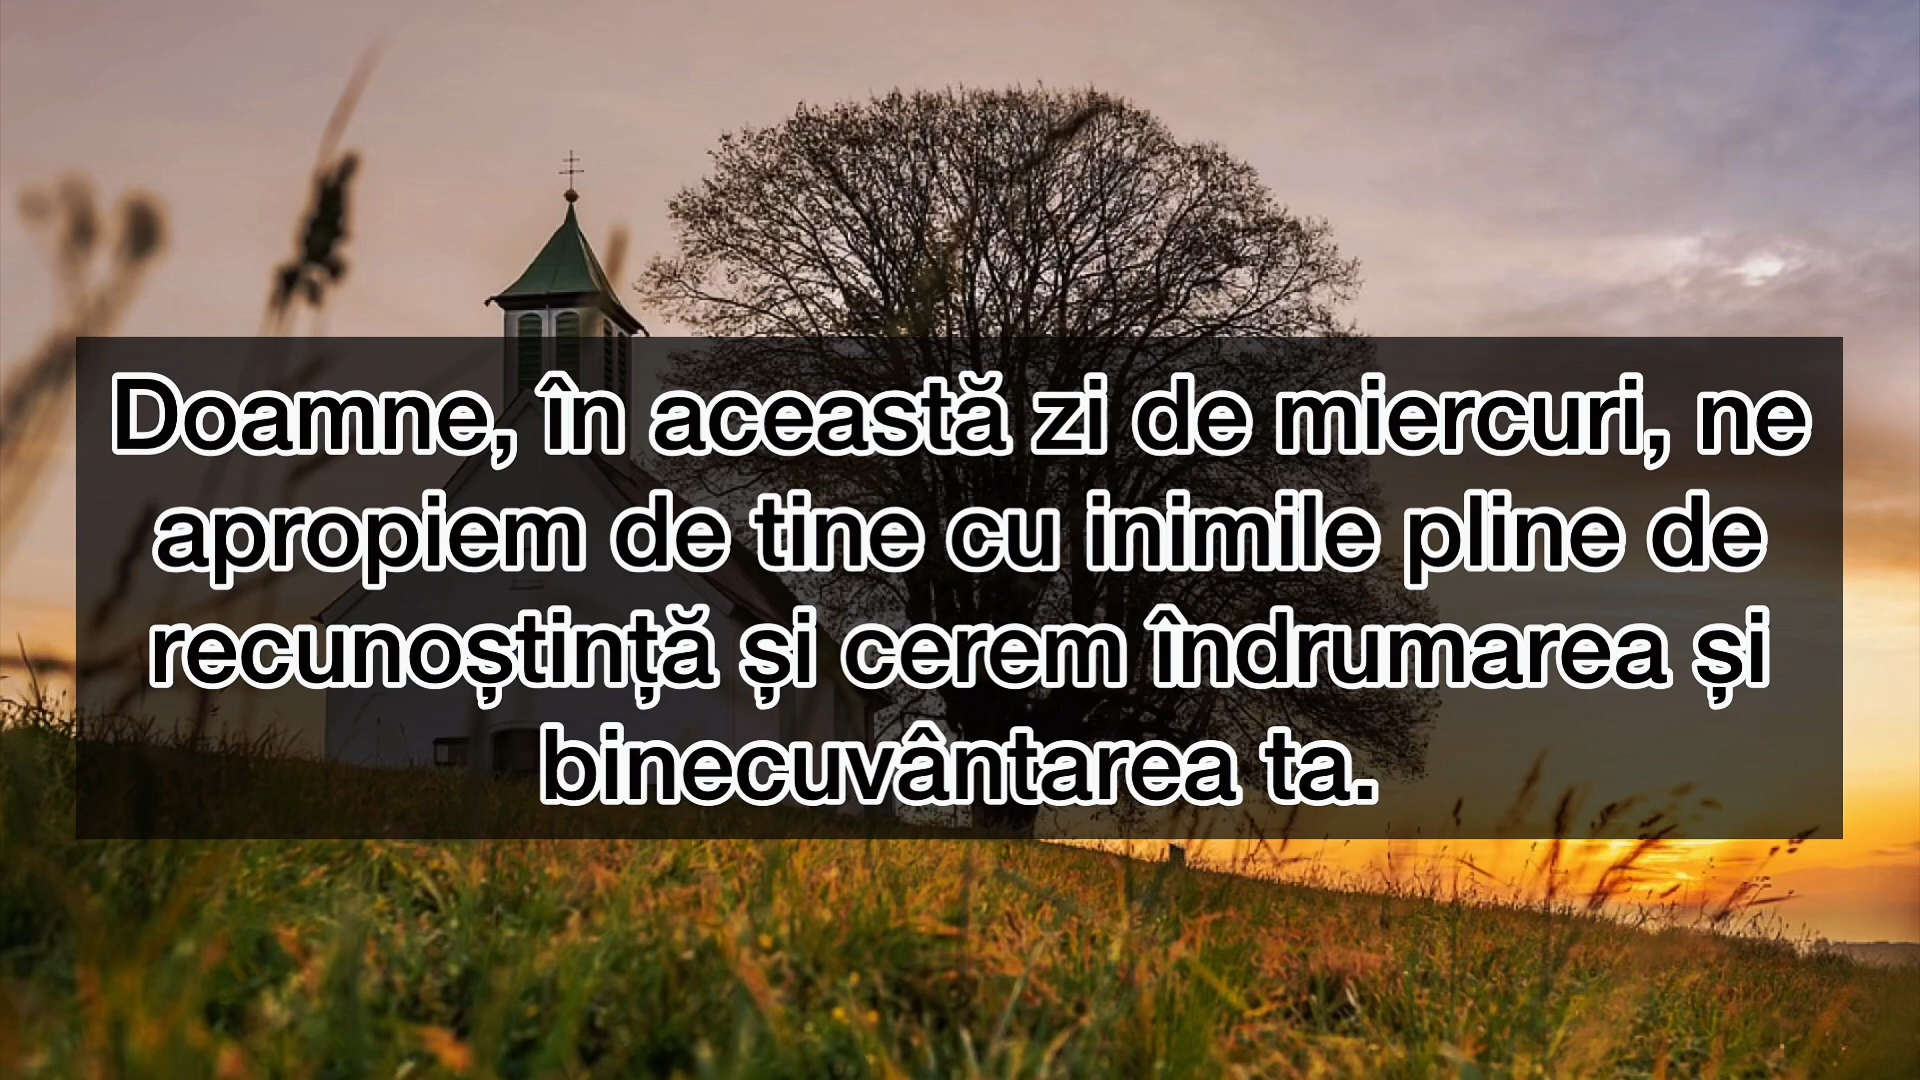 Doamne, în această zi de miercuri, ne
apropiem de tine cu inimile pline de
recunoștință și cerem îndrumarea și
binecuvântarea ta.